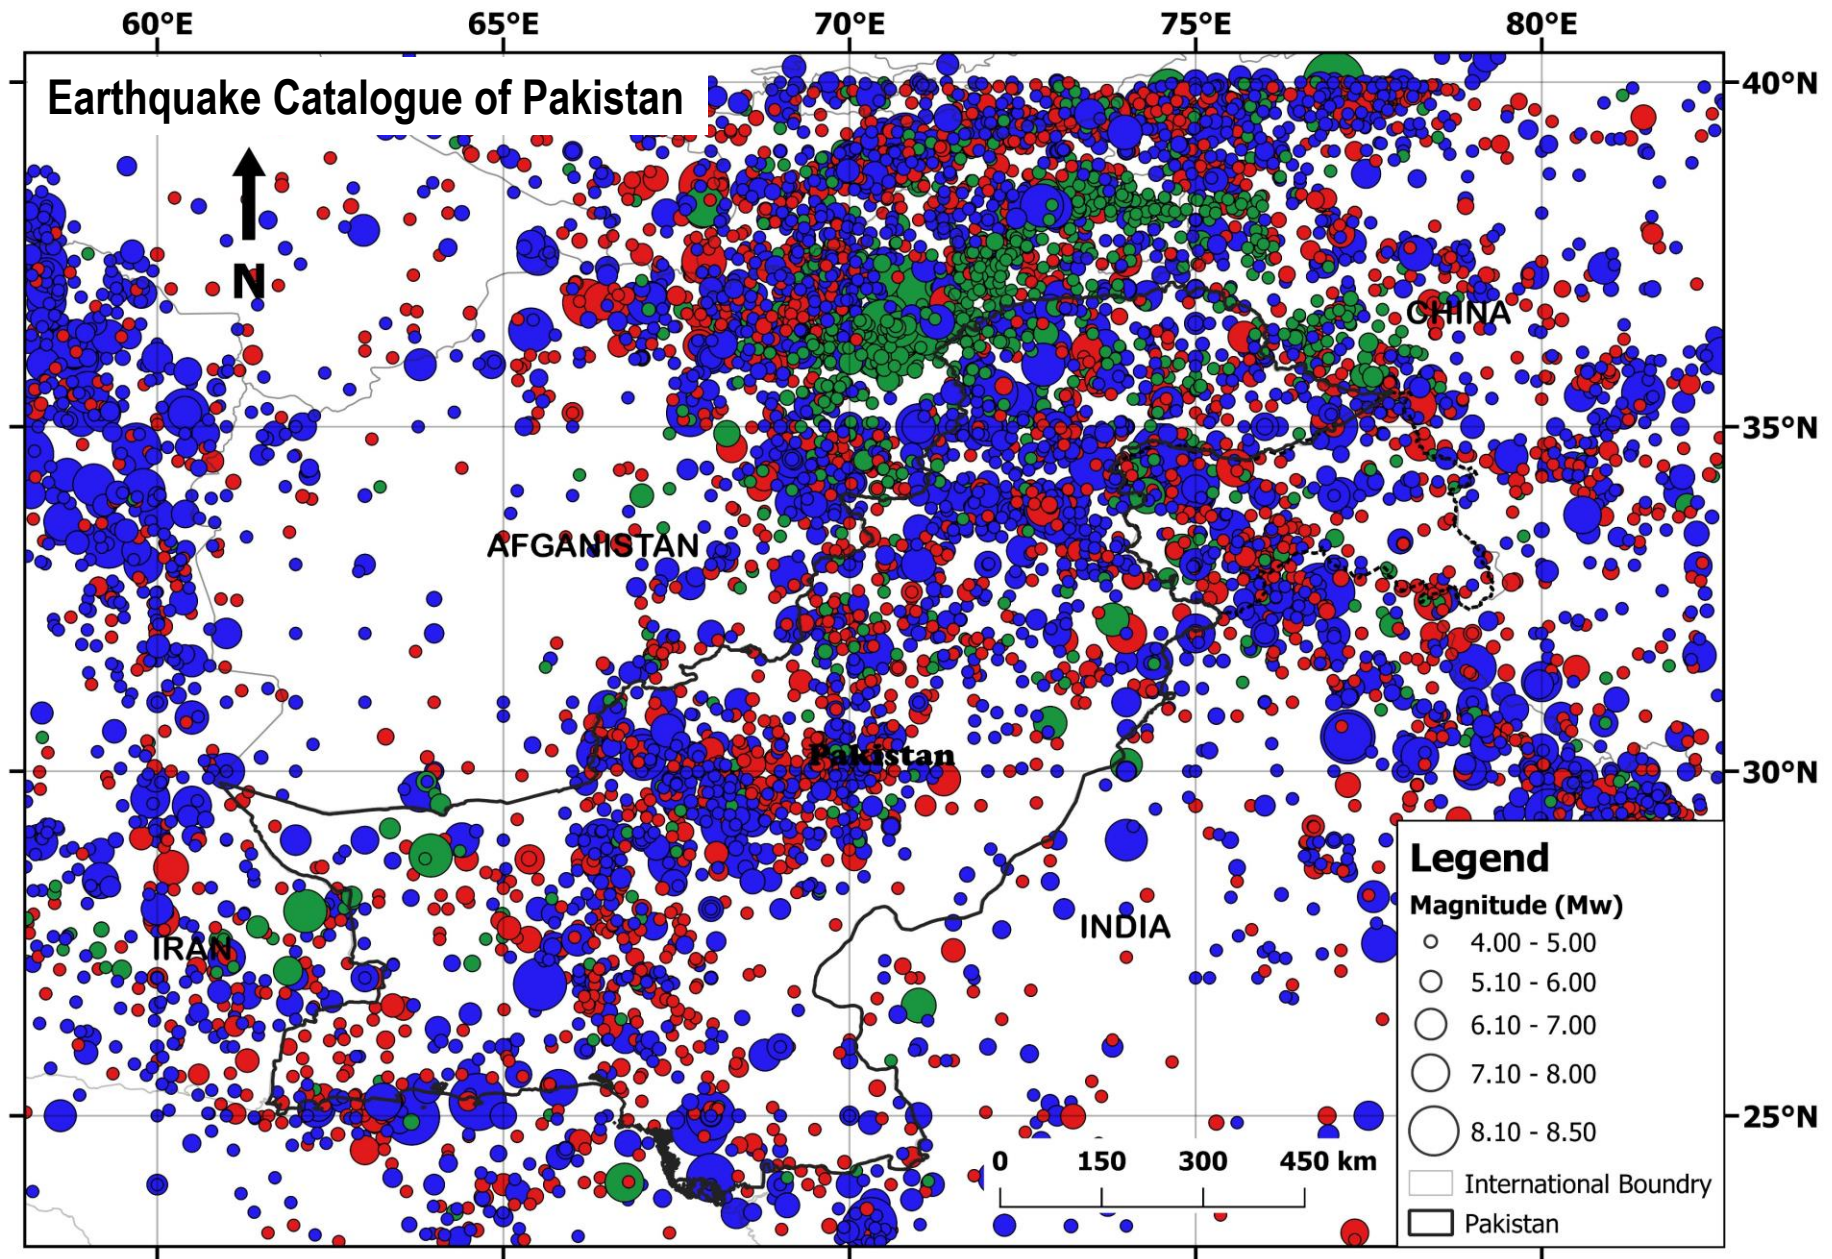 60°E 65°E 70°E 75°E 80°E
Earthquake Catalogue of Pakistan
40°N
N
CHINA
35°N
AFGANISTAN
Pakistan
30°N
IRAN
INDIA
25°N
0 150 300 450 km
Legend
Magnitude (Mw)
4.00 - 5.00
5.10 - 6.00
6.10 - 7.00
7.10 - 8.00
8.10 - 8.50
International Boundry
Pakistan